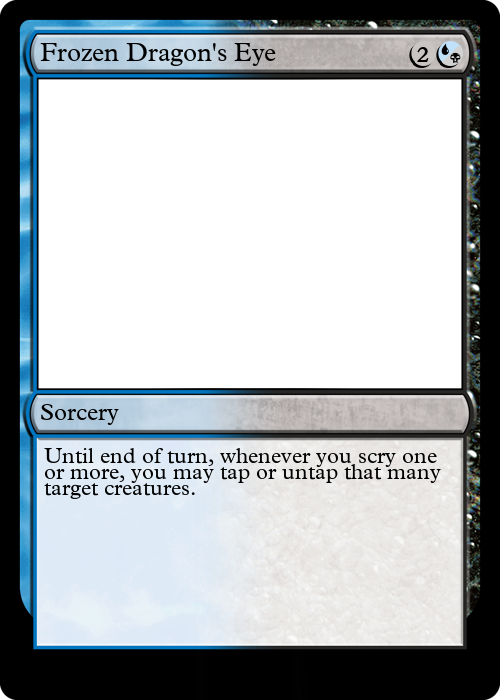 Frozen Dragon's Eye 2
Sorcery
Until end of turn, whenever you scry one
or more, you may tap or untap that many
target creatures.